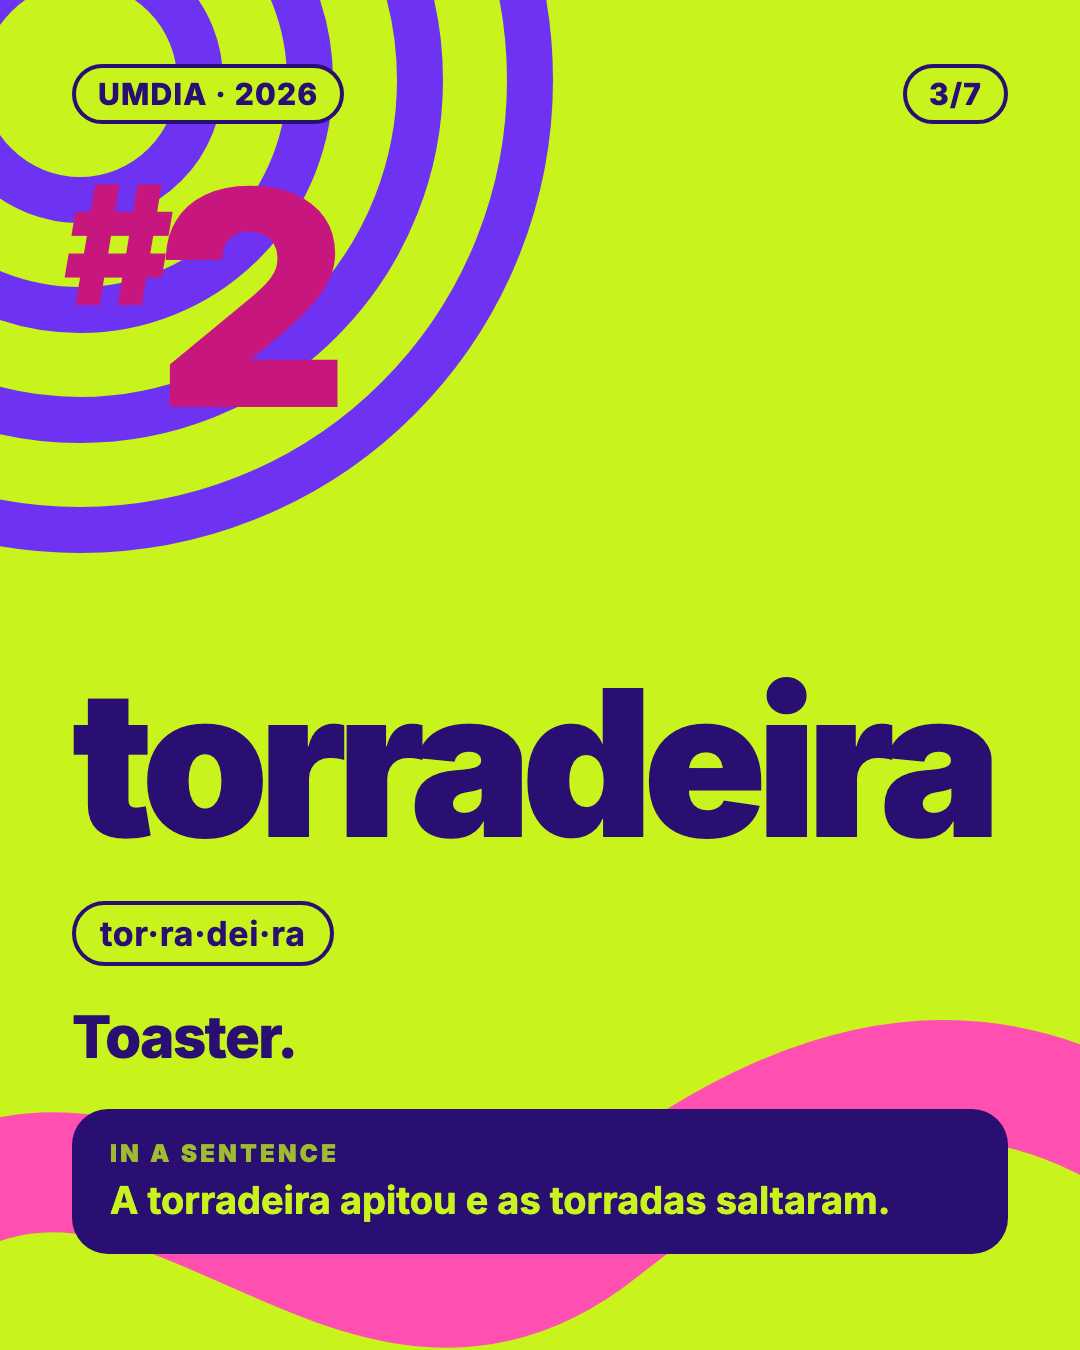 UMDIA · 2026
3/7
#2
torradeira
tor·ra·dei·ra
Toaster.
IN A SENTENCE
A torradeira apitou e as torradas saltaram.